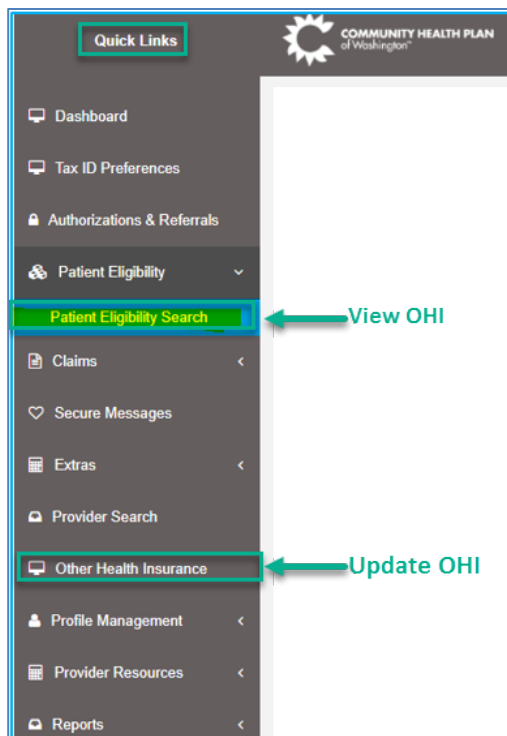 Quick Links
COMMUNITY HEALTH PLAN
of Washington™
Dashboard
Tax ID Preferences
Authorizations & Referrals
Patient Eligibility
Patient Eligibility Search
View OHI
Claims
Secure Messages
Extras
Provider Search
Other Health Insurance
Update OHI
Profile Management
Provider Resources
Reports